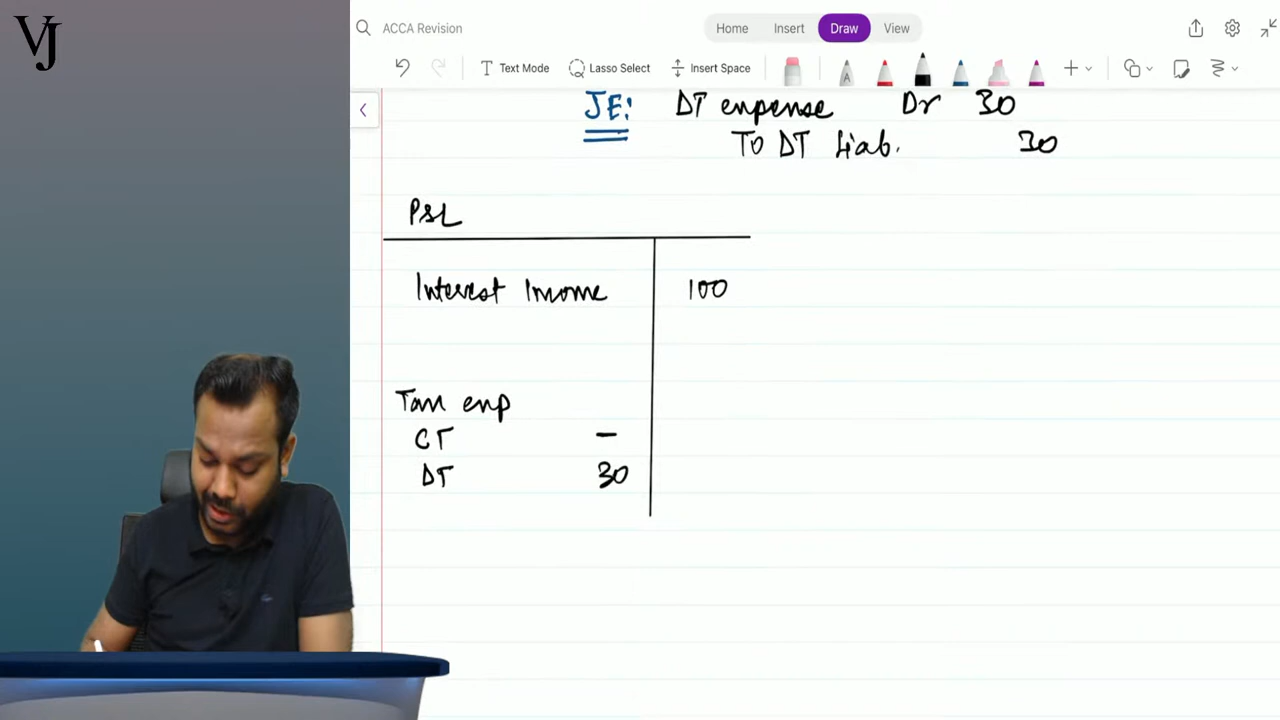 VJ
ACCA Revision
Home Insert Draw View
Text Mode Lasso Select Insert Space
JE: DT expense Dr 30
To DT Liab. 30
P&L
Interest Income 100
Tax exp
CT —
DT 30